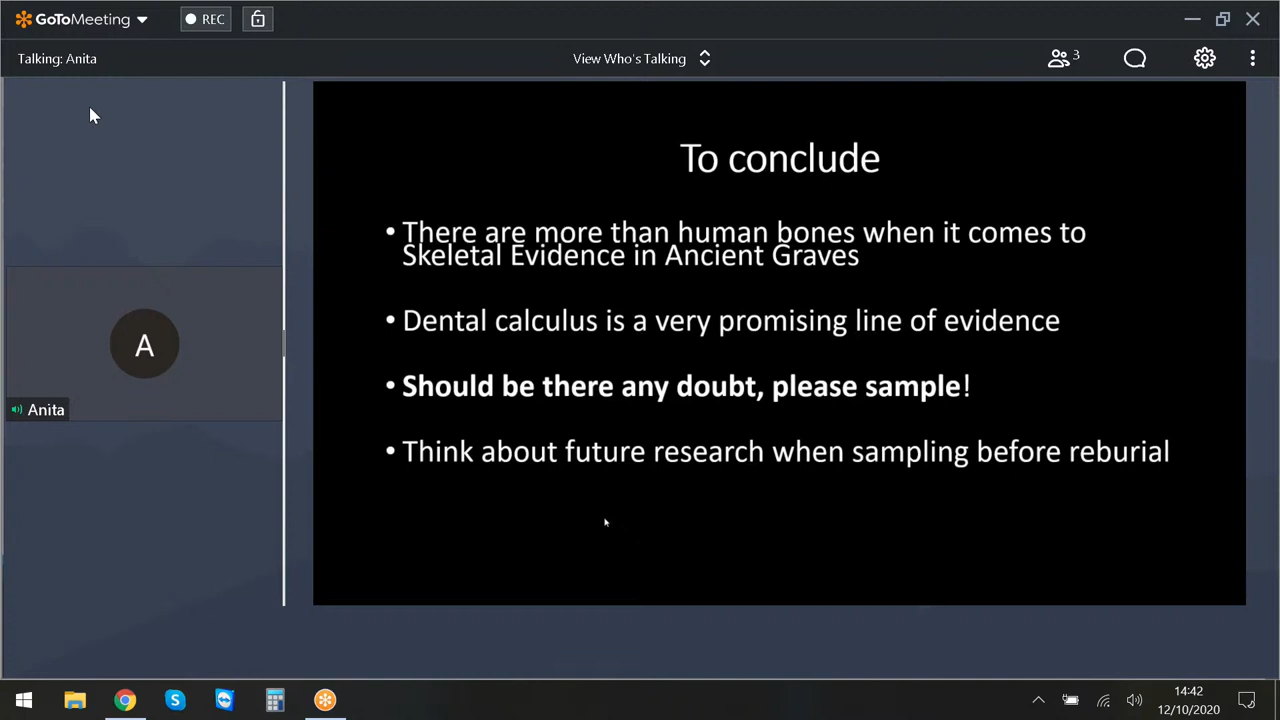 GoToMeeting
REC
Talking: Anita
View Who's Talking
3
To conclude
• There are more than human bones when it comes to
Skeletal Evidence in Ancient Graves
• Dental calculus is a very promising line of evidence
• Should be there any doubt, please sample!
• Think about future research when sampling before reburial
A
Anita
14:42
12/10/2020